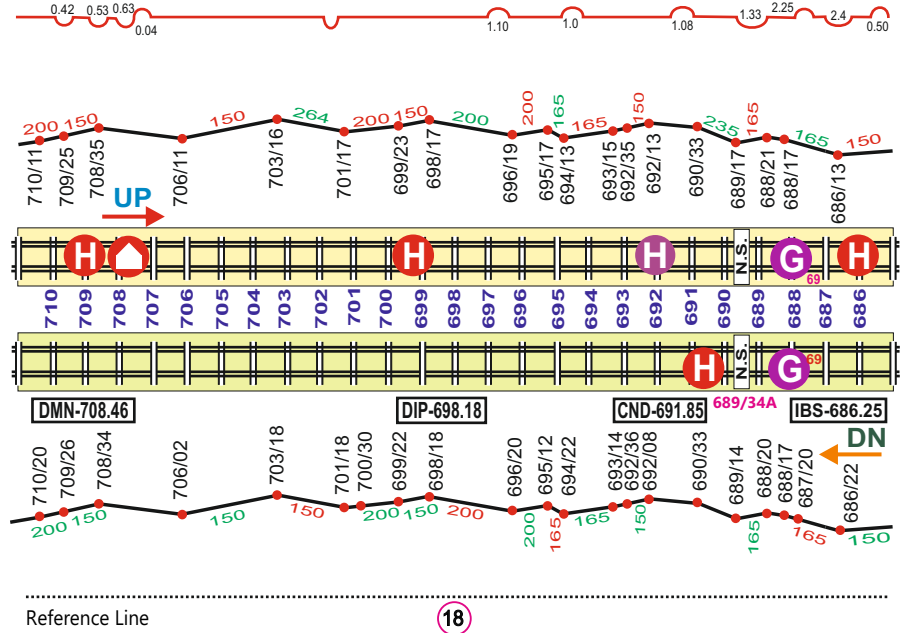 0.42 0.53 0.63 0.04 1.10 1.0 1.08 1.33 2.25 2.4 0.50
200 150 150 264 200 150 200 200 165 165 150 235 165 165 150
710/11 709/25 708/35 706/11 703/16 701/17 699/23 698/17 696/19 695/17 694/13 693/15 692/35 692/13 690/33 689/17 688/21 688/17 686/13
UP
H H H N.S. G 69 H
710 709 708 707 706 705 704 703 702 701 700 699 698 697 696 695 694 693 692 691 690 689 688 687 686
H N.S. G 69
DMN-708.46 DIP-698.18 CND-691.85 689/34A IBS-686.25
DN
710/20 709/26 708/34 706/02 703/18 701/18 700/30 699/22 698/18 696/20 695/12 694/22 693/14 692/36 692/08 690/33 689/14 688/20 688/17 687/20 686/22
200 150 150 150 200 150 200 200 165 165 150 165 165 150
Reference Line 18